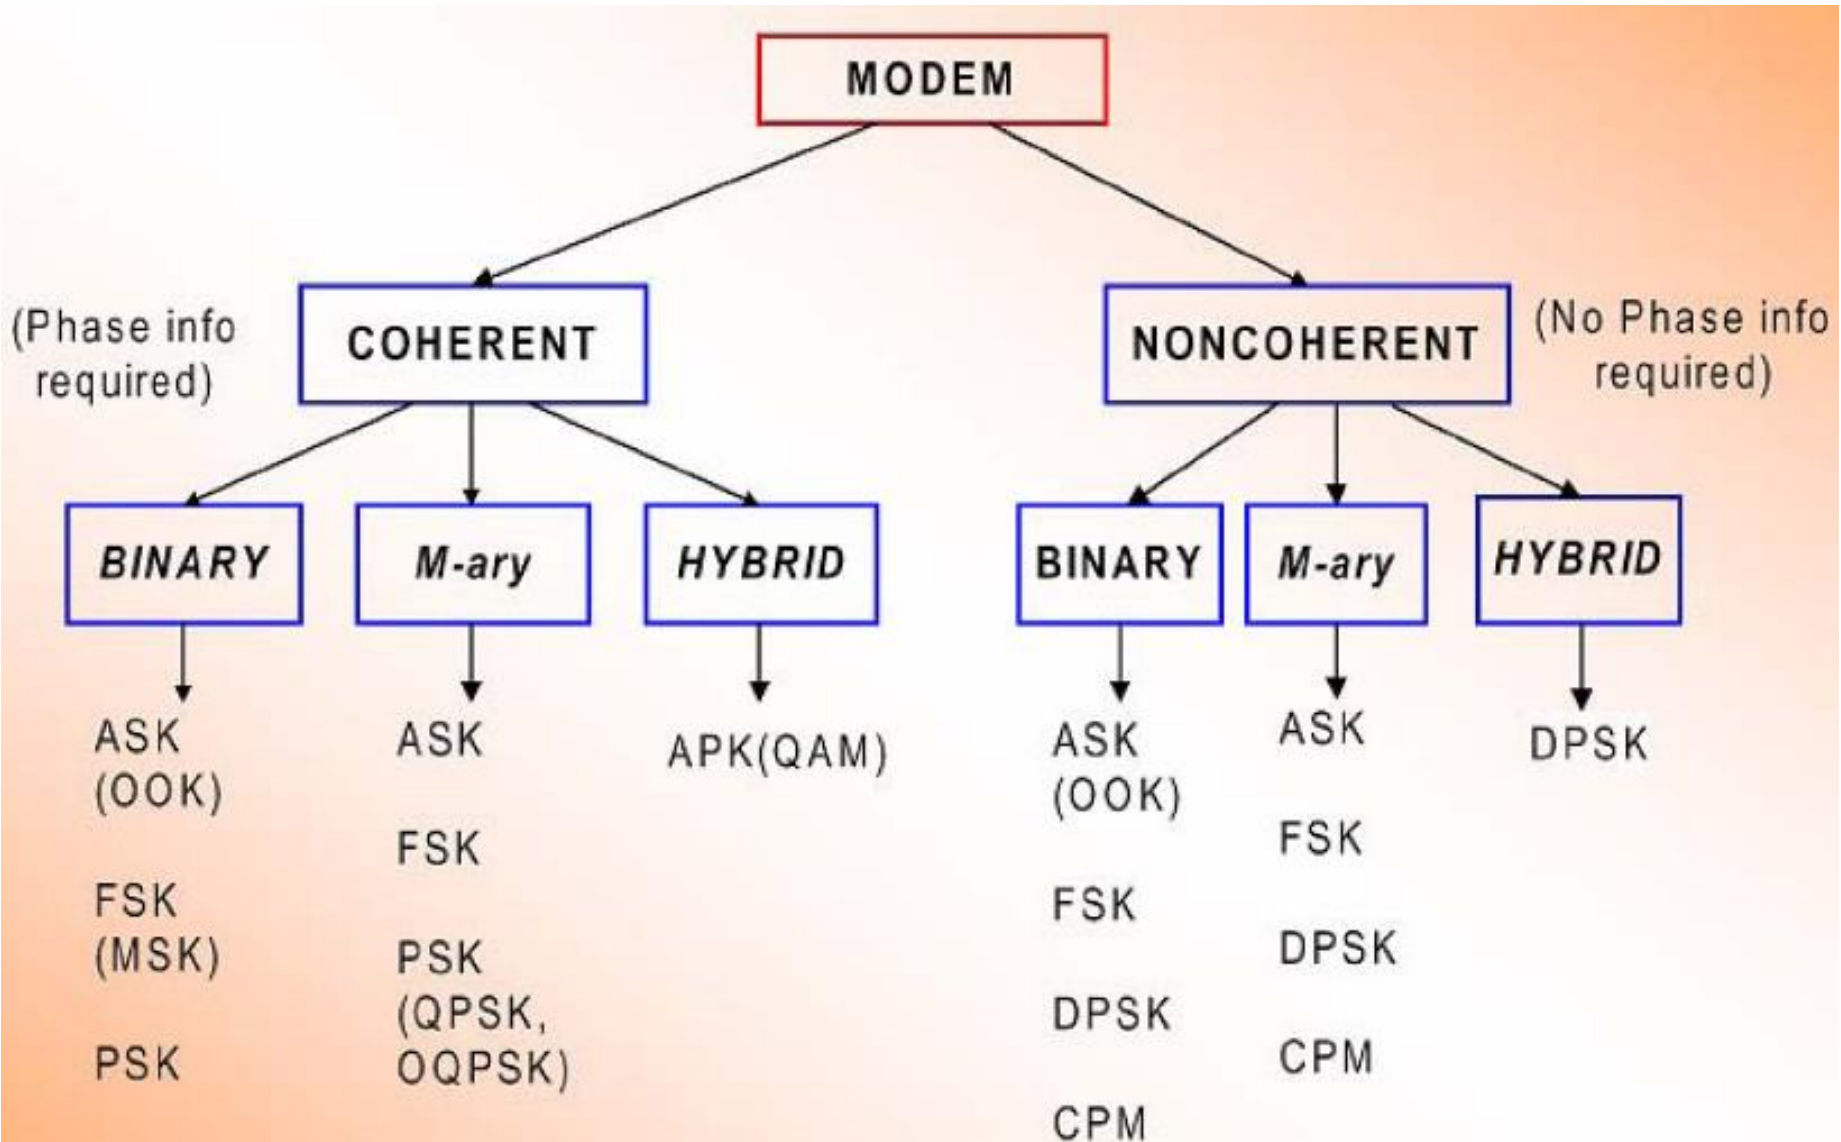 MODEM
(Phase info
required)
COHERENT
NONCOHERENT
(No Phase info
required)
BINARY
M-ary
HYBRID
BINARY
M-ary
HYBRID
ASK
(OOK)
FSK
(MSK)
PSK
ASK
FSK
PSK
(QPSK,
OQPSK)
APK(QAM)
ASK
(OOK)
FSK
DPSK
CPM
ASK
FSK
DPSK
CPM
DPSK